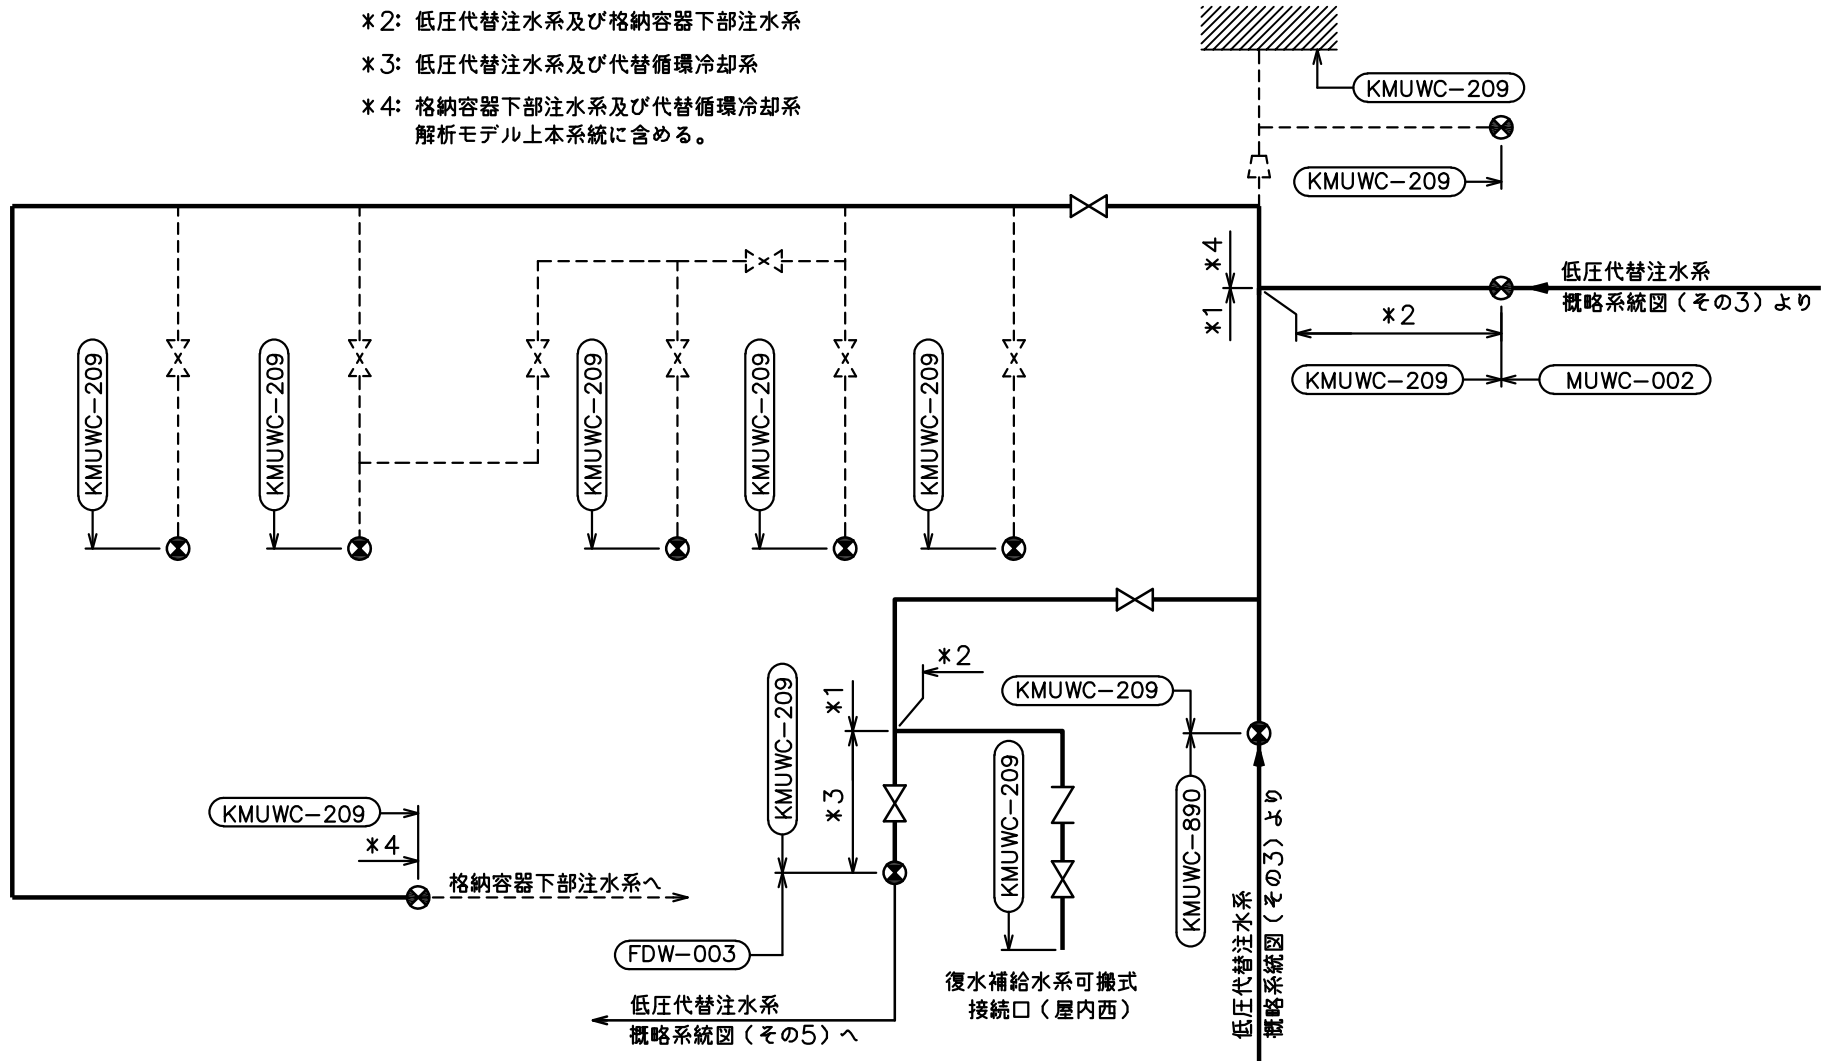 *2: 低圧代替注水系及び格納容器下部注水系
*3: 低圧代替注水系及び代替循環冷却系
*4: 格納容器下部注水系及び代替循環冷却系
解析モデル上本系統に含める。
KMUWC-209
KMUWC-209
*4
*1
低圧代替注水系
概略系統図(その3)より
*2
KMUWC-209
MUWC-002
KMUWC-209
KMUWC-209
KMUWC-209
KMUWC-209
KMUWC-209
*2
KMUWC-209
*1
KMUWC-209
*3
KMUWC-209
KMUWC-890
低圧代替注水系
概略系統図(その3)より
KMUWC-209
*4
格納容器下部注水系へ
FDW-003
復水補給水系可搬式
接続口(屋内西)
低圧代替注水系
概略系統図(その5)へ